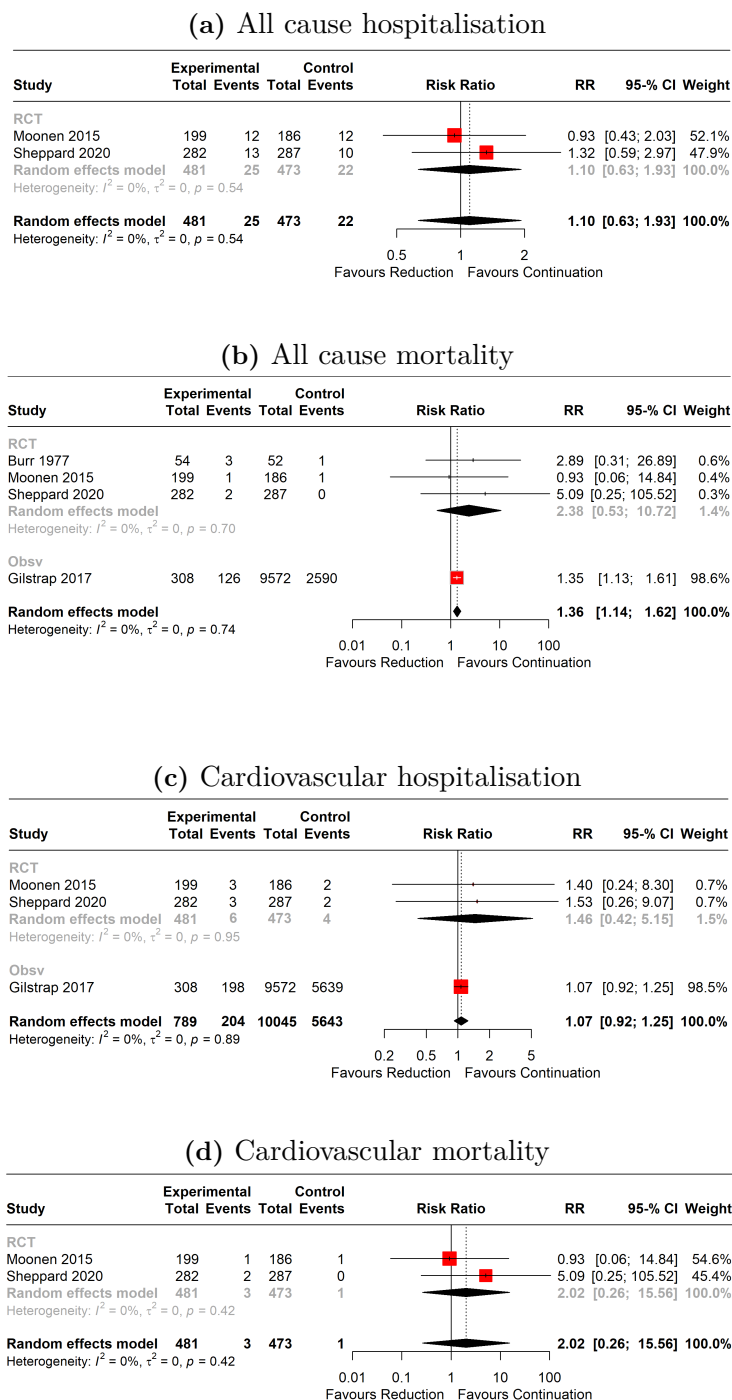 (a) All cause hospitalisation
Experimental Control
Study Total Events Total Events Risk Ratio RR 95-% CI Weight
RCT
Moonen 2015 199 12 186 12 0.93 [0.43; 2.03] 52.1%
Sheppard 2020 282 13 287 10 1.32 [0.59; 2.97] 47.9%
Random effects model 481 25 473 22 1.10 [0.63; 1.93] 100.0%
Heterogeneity: I² = 0%, τ² = 0, p = 0.54
Random effects model 481 25 473 22 1.10 [0.63; 1.93] 100.0%
Heterogeneity: I² = 0%, τ² = 0, p = 0.54
0.5 1 2
Favours Reduction Favours Continuation
(b) All cause mortality
Experimental Control
Study Total Events Total Events Risk Ratio RR 95-% CI Weight
RCT
Burr 1977 54 3 52 1 2.89 [0.31; 26.89] 0.6%
Moonen 2015 199 1 186 1 0.93 [0.06; 14.84] 0.4%
Sheppard 2020 282 2 287 0 5.09 [0.25; 105.52] 0.3%
Random effects model 2.38 [0.53; 10.72] 1.4%
Heterogeneity: I² = 0%, τ² = 0, p = 0.70
Obsv
Gilstrap 2017 308 126 9572 2590 1.35 [1.13; 1.61] 98.6%
Random effects model 1.36 [1.14; 1.62] 100.0%
Heterogeneity: I² = 0%, τ² = 0, p = 0.74
0.01 0.1 1 10 100
Favours Reduction Favours Continuation
(c) Cardiovascular hospitalisation
Experimental Control
Study Total Events Total Events Risk Ratio RR 95-% CI Weight
RCT
Moonen 2015 199 3 186 2 1.40 [0.24; 8.30] 0.7%
Sheppard 2020 282 3 287 2 1.53 [0.26; 9.07] 0.7%
Random effects model 481 6 473 4 1.46 [0.42; 5.15] 1.5%
Heterogeneity: I² = 0%, τ² = 0, p = 0.95
Obsv
Gilstrap 2017 308 198 9572 5639 1.07 [0.92; 1.25] 98.5%
Random effects model 789 204 10045 5643 1.07 [0.92; 1.25] 100.0%
Heterogeneity: I² = 0%, τ² = 0, p = 0.89
0.2 0.5 1 2 5
Favours Reduction Favours Continuation
(d) Cardiovascular mortality
Experimental Control
Study Total Events Total Events Risk Ratio RR 95-% CI Weight
RCT
Moonen 2015 199 1 186 1 0.93 [0.06; 14.84] 54.6%
Sheppard 2020 282 2 287 0 5.09 [0.25; 105.52] 45.4%
Random effects model 481 3 473 1 2.02 [0.26; 15.56] 100.0%
Heterogeneity: I² = 0%, τ² = 0, p = 0.42
Random effects model 481 3 473 1 2.02 [0.26; 15.56] 100.0%
Heterogeneity: I² = 0%, τ² = 0, p = 0.42
0.01 0.1 1 10 100
Favours Reduction Favours Continuation